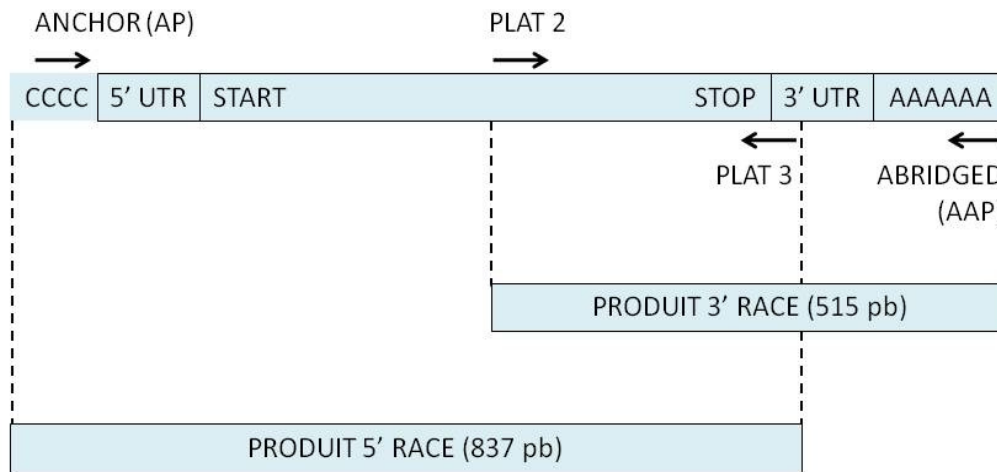 ANCHOR (AP)
PLAT 2
CCCC 5' UTR START STOP 3' UTR AAAAAA
PLAT 3
ABRIDGED
(AAP)
PRODUIT 3' RACE (515 pb)
PRODUIT 5' RACE (837 pb)